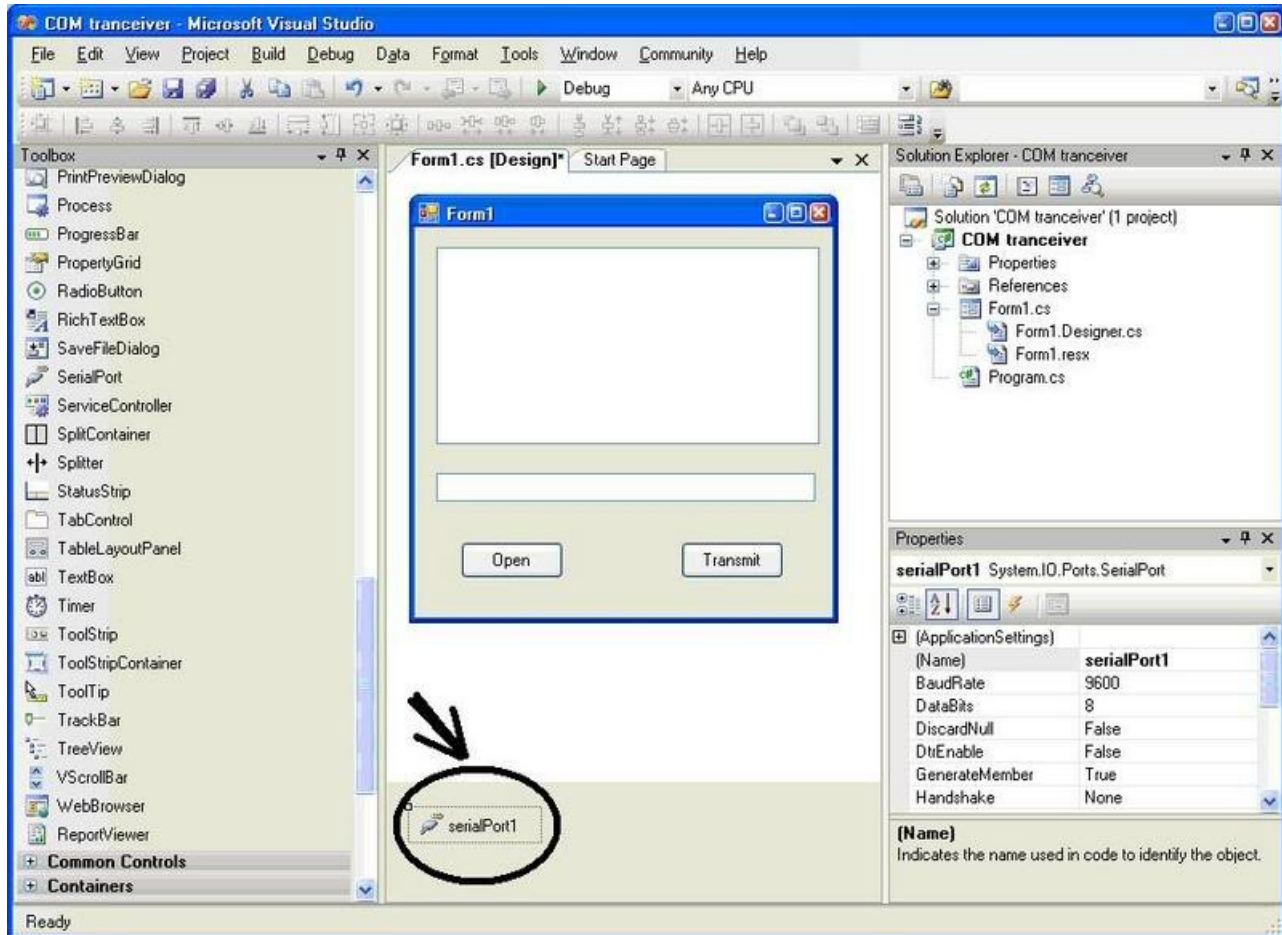 COM tranceiver - Microsoft Visual Studio
File Edit View Project Build Debug Data Format Tools Window Community Help
Debug Any CPU
Toolbox
PrintPreviewDialog
Process
ProgressBar
PropertyGrid
RadioButton
RichTextBox
SaveFileDialog
SerialPort
ServiceController
SplitContainer
Splitter
StatusStrip
TabControl
TableLayoutPanel
TextBox
Timer
ToolStrip
ToolStripContainer
ToolTip
TrackBar
TreeView
VScrollBar
WebBrowser
ReportViewer
Common Controls
Containers
Form1.cs [Design]* Start Page
Form1
Open Transmit
serialPort1
Solution Explorer - COM tranceiver
Solution 'COM tranceiver' (1 project)
COM tranceiver
Properties
References
Form1.cs
Form1.Designer.cs
Form1.resx
Program.cs
Properties
serialPort1 System.IO.Ports.SerialPort
(ApplicationSettings)
(Name) serialPort1
BaudRate 9600
DataBits 8
DiscardNull False
DtrEnable False
GenerateMember True
Handshake None
(Name)
Indicates the name used in code to identify the object.
Ready